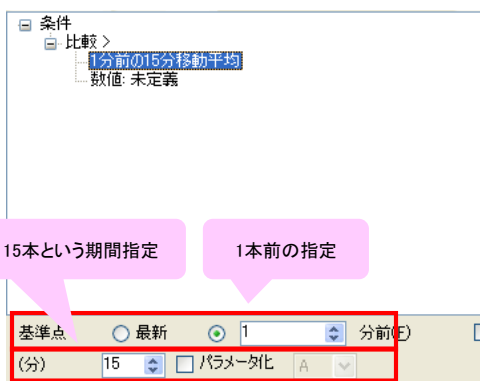 条件
比較 >
1分前の15分移動平均
数値: 未定義
15本という期間指定
1本前の指定
基準点 最新 1 分前(F)
(分) 15 パラメータ化 A